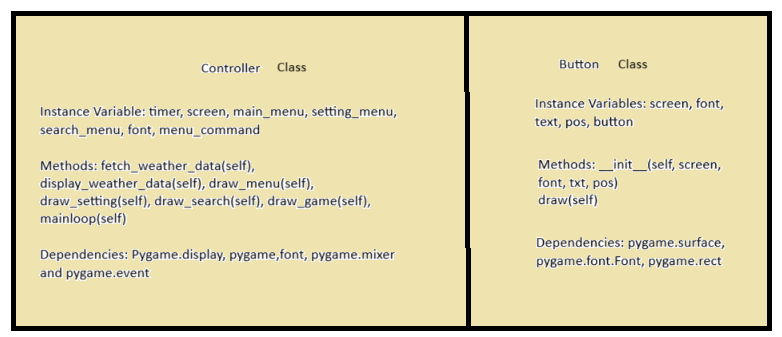 Controller Class
Instance Variable: timer, screen, main_menu, setting_menu,
search_menu, font, menu_command
Methods: fetch_weather_data(self),
display_weather_data(self), draw_menu(self),
draw_setting(self), draw_search(self), draw_game(self),
mainloop(self)
Dependencies: Pygame.display, pygame,font, pygame.mixer
and pygame.event
Button Class
Instance Variables: screen, font,
text, pos, button
Methods: __init__(self, screen,
font, txt, pos)
draw(self)
Dependencies: pygame.surface,
pygame.font.Font, pygame.rect